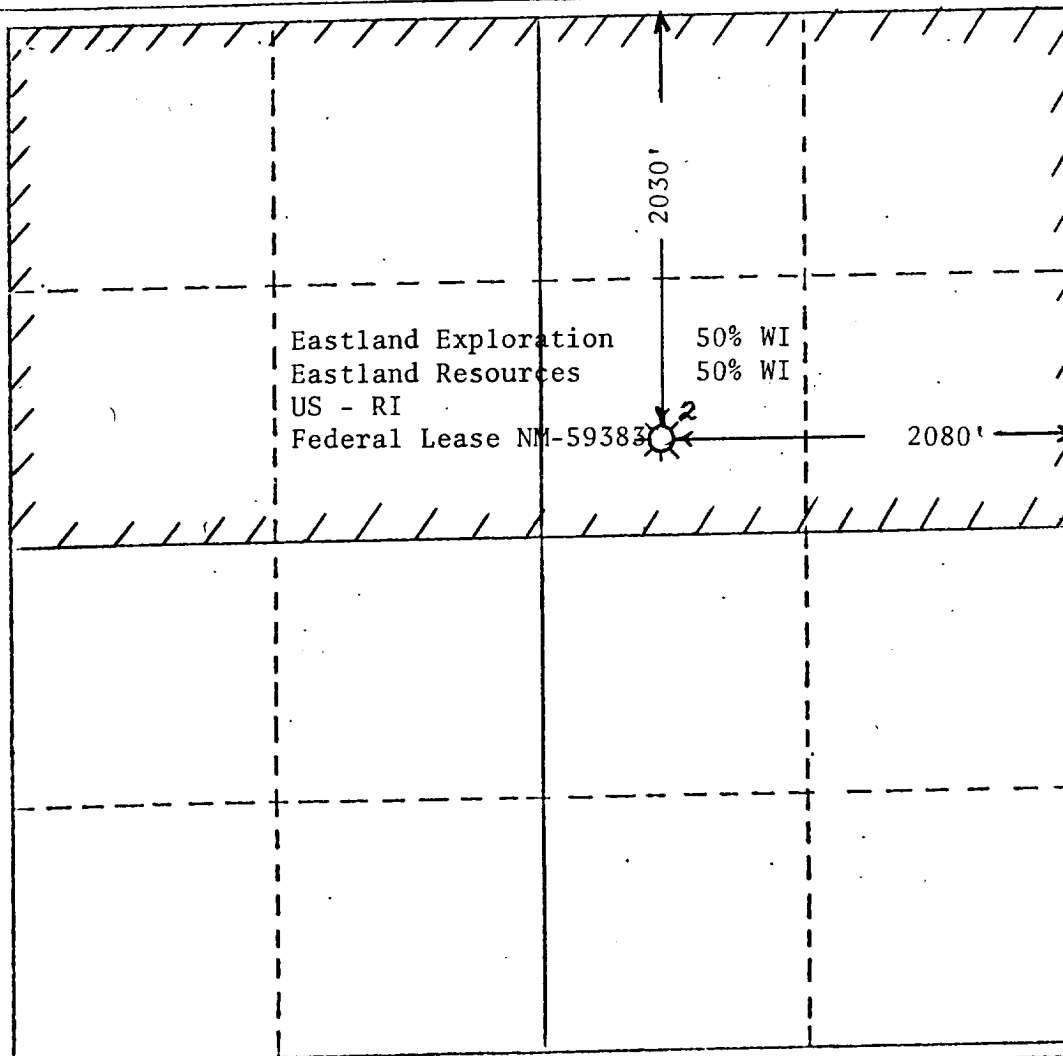 2030'
Eastland Exploration 50% WI
Eastland Resources 50% WI
US - RI
Federal Lease NM-59383
2
2080'